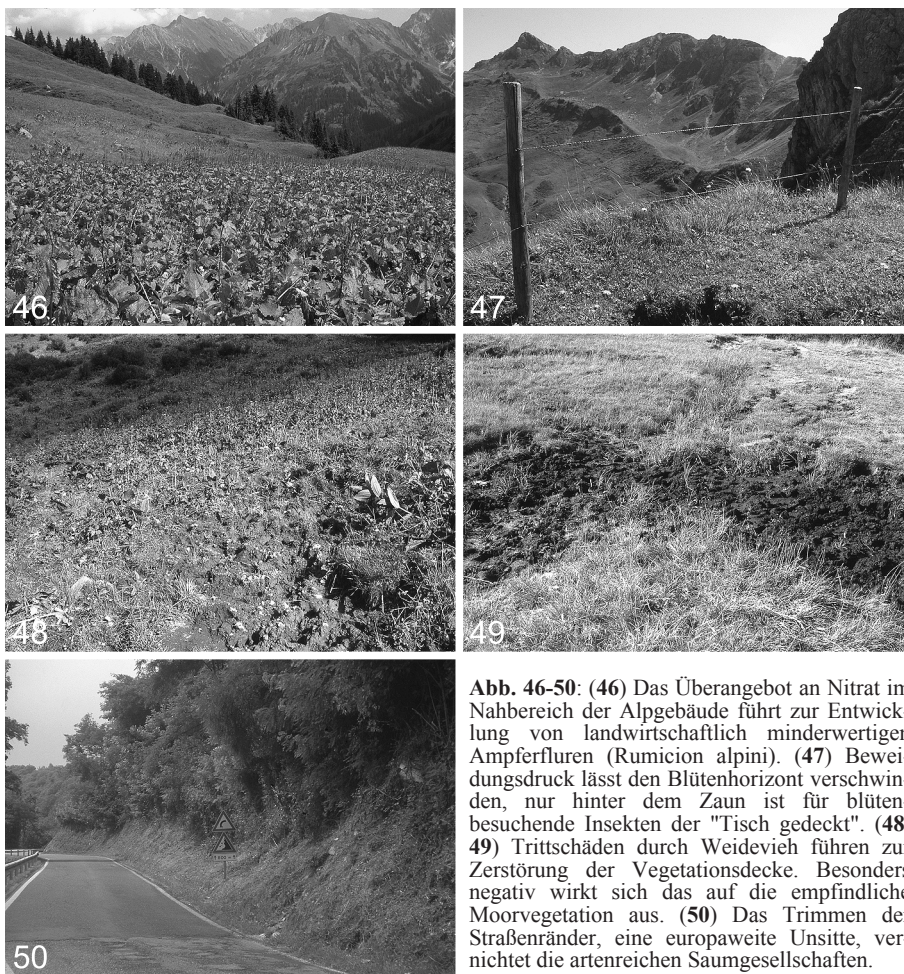 46
47
48
49
50
Abb. 46-50: (46) Das Überangebot an Nitrat im
Nahbereich der Alpgebäude führt zur Entwick
lung von landwirtschaftlich minderwertigen
Ampferfluren (Rumicion alpini). (47) Bewei
dungsdruck lässt den Blütenhorizont verschwin
den, nur hinter dem Zaun ist für blüten
besuchende Insekten der "Tisch gedeckt". (48,
49) Trittschäden durch Weidevieh führen zur
Zerstörung der Vegetationsdecke. Besonders
negativ wirkt sich das auf die empfindliche
Moorvegetation aus. (50) Das Trimmen der
Straßenränder, eine europaweite Unsitte, ver
nichtet die artenreichen Saumgesellschaften.